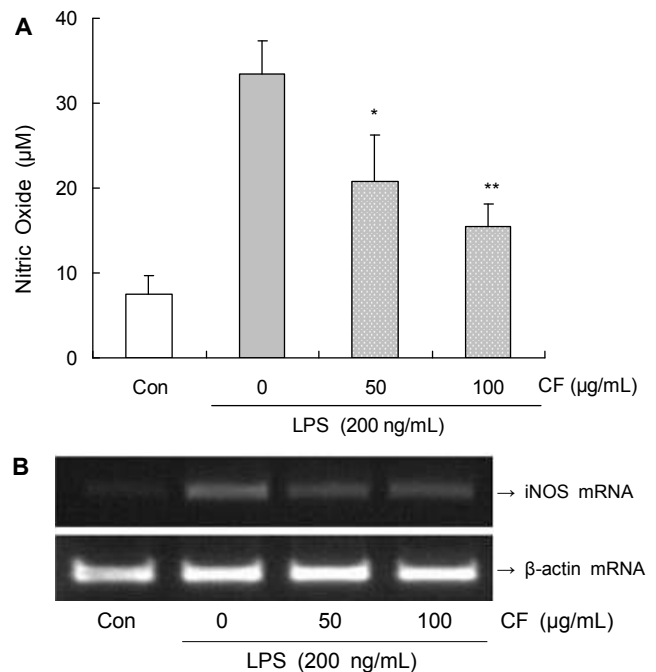 A
Nitric Oxide (μM)
40
30
20
10
0
*
**
Con 0 50 100 CF (μg/mL)
LPS (200 ng/mL)
B
→ iNOS mRNA
→ β-actin mRNA
Con 0 50 100 CF (μg/mL)
LPS (200 ng/mL)